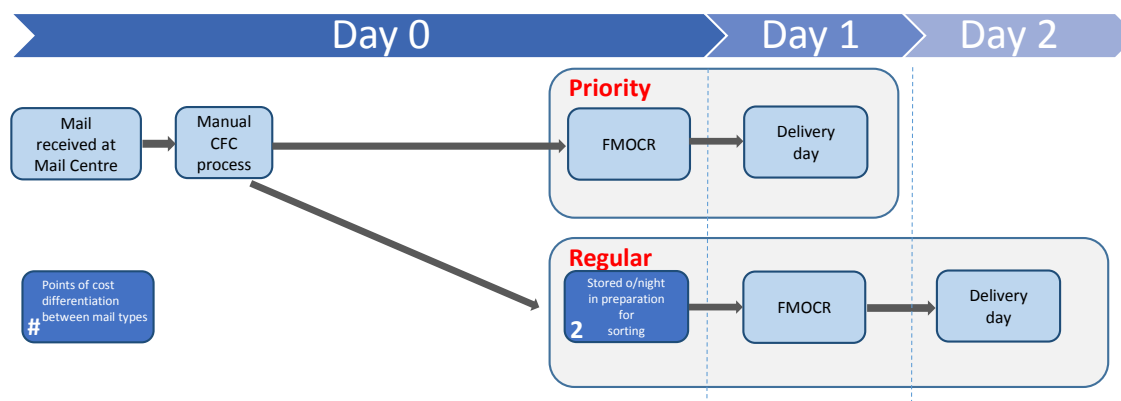 Day 0
Day 1
Day 2
Priority
Mail
received at
Mail Centre
Manual
CFC
process
FMOCR
Delivery
day
Regular
Points of cost
differentiation
between mail types
#
Stored o/night
in preparation
for
sorting
2
FMOCR
Delivery
day